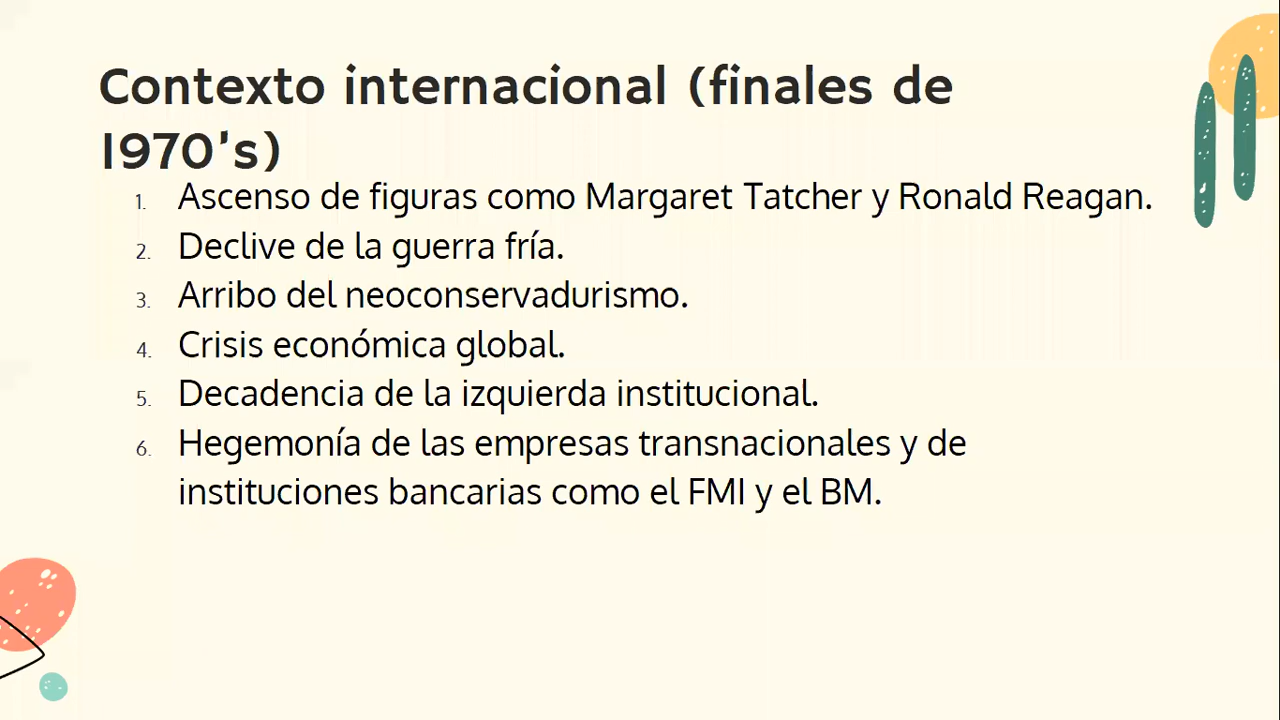 Contexto internacional (finales de
1970's)
1. Ascenso de figuras como Margaret Tatcher y Ronald Reagan.
2. Declive de la guerra fría.
3. Arribo del neoconservadurismo.
4. Crisis económica global.
5. Decadencia de la izquierda institucional.
6. Hegemonía de las empresas transnacionales y de
instituciones bancarias como el FMI y el BM.